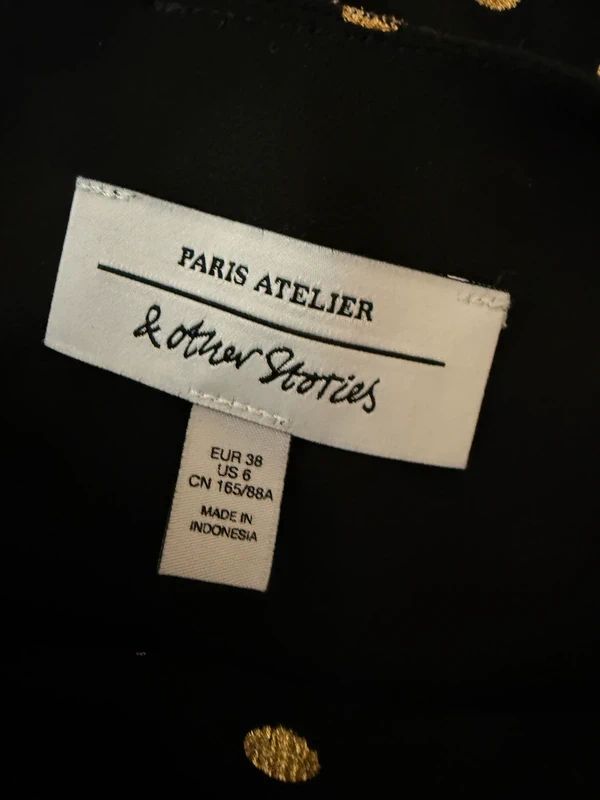 PARIS ATELIER
& other Stories
EUR 38
US 6
CN 165/88A
MADE IN
INDONESIA